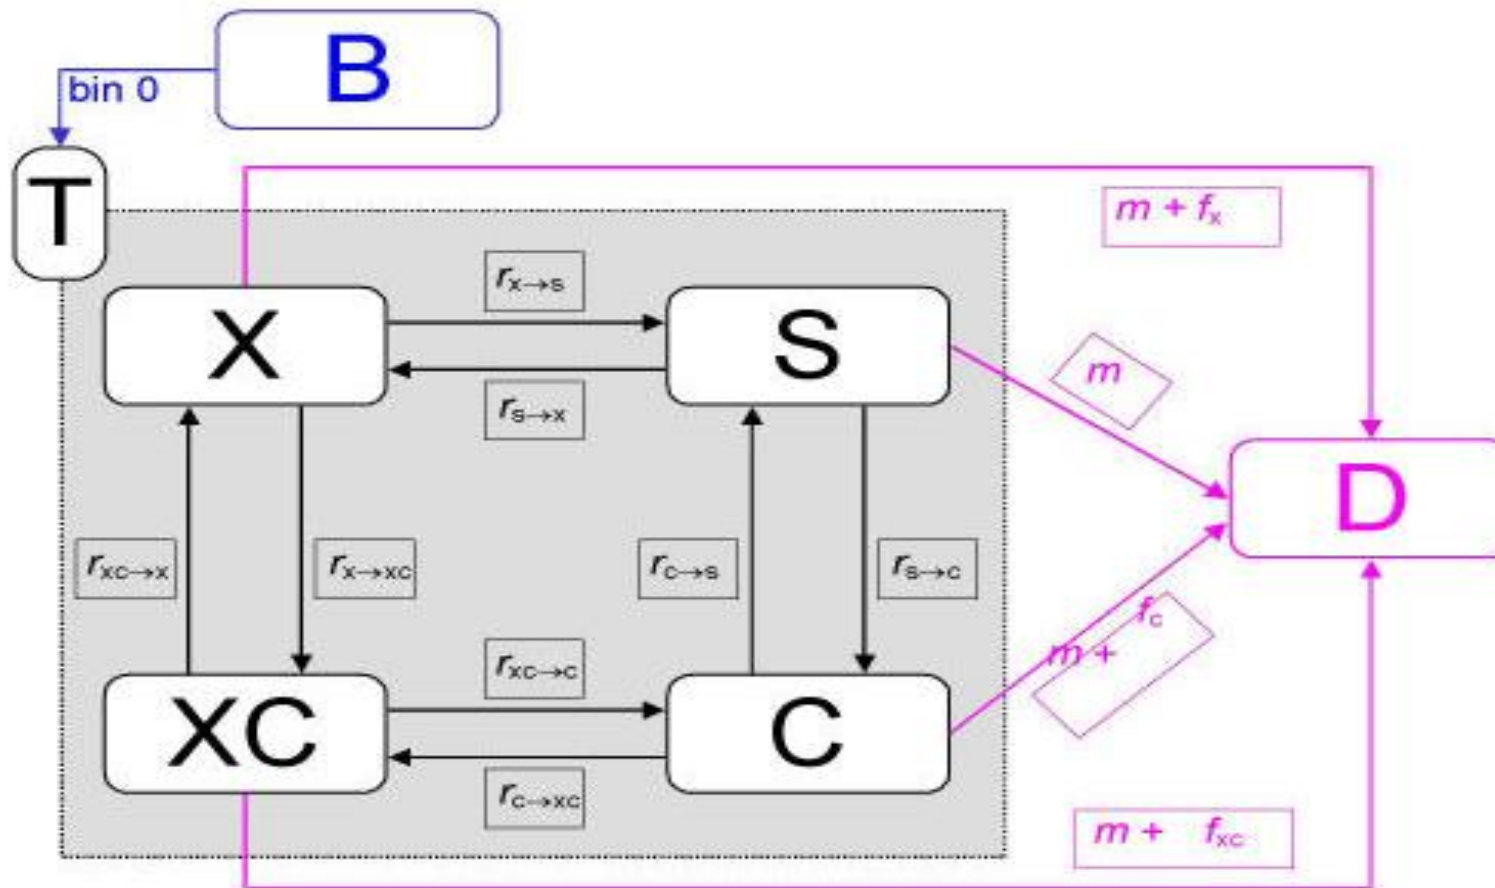 B
bin 0
T
m + fx
rx→s
X
S
m
rs→x
D
rxc→x
rx→xc
rc→s
rs→c
fc
m +
rxc→c
XC
C
rc→xc
m + fxc